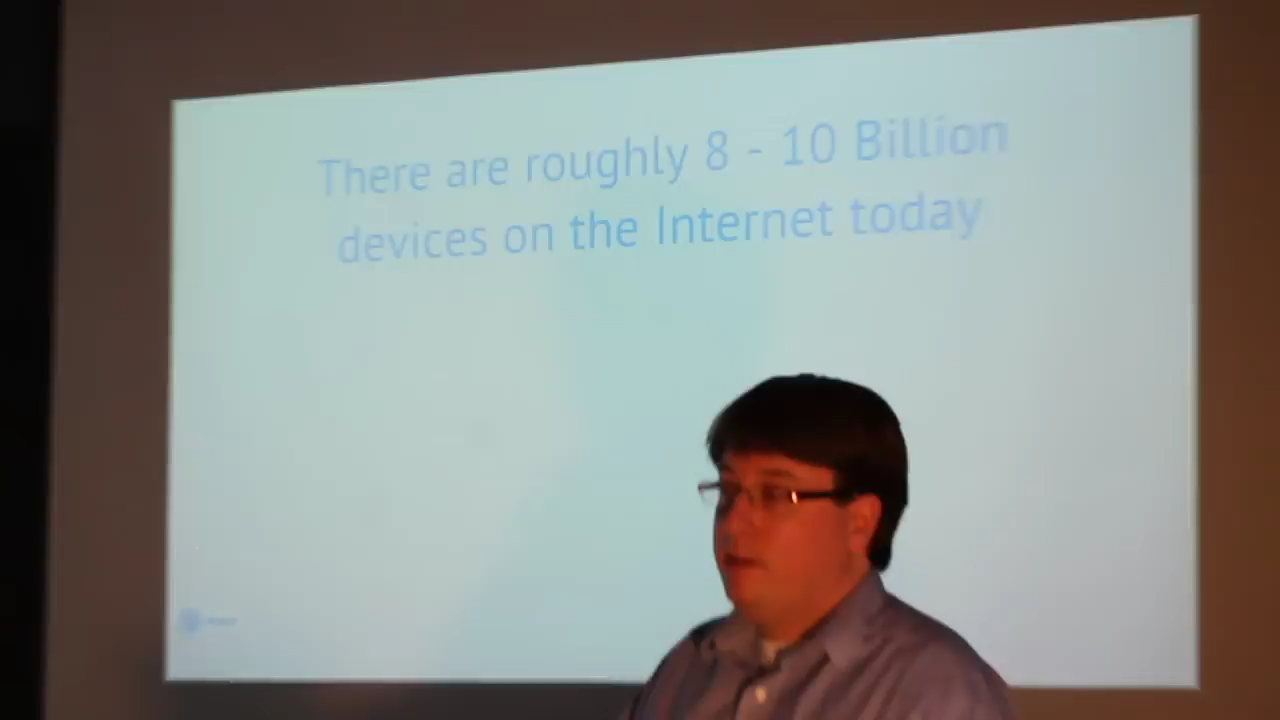 There are roughly 8 - 10 Billion
devices on the Internet today